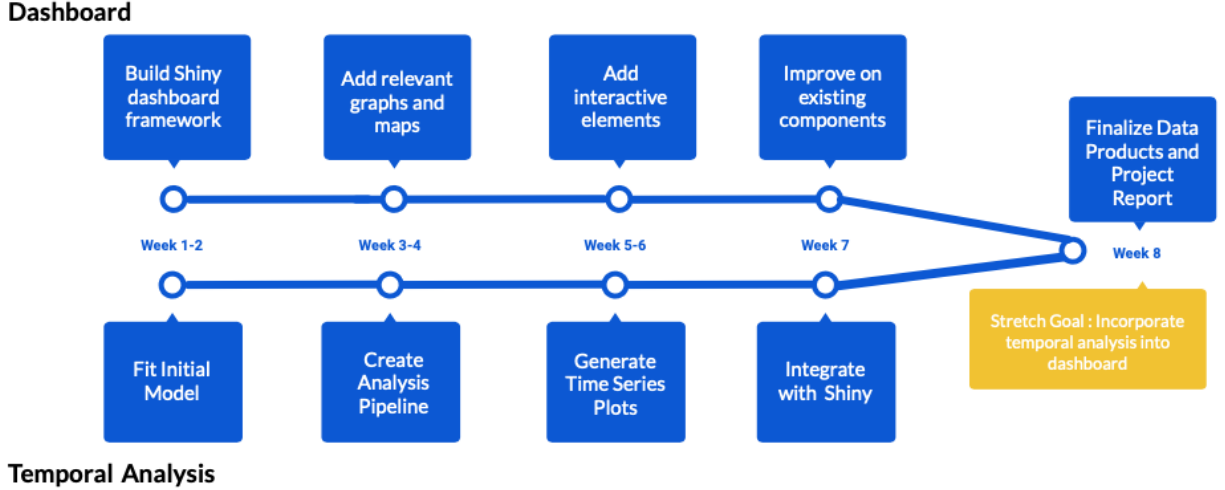 Dashboard
Build Shiny
dashboard
framework
Add relevant
graphs and
maps
Add
interactive
elements
Improve on
existing
components
Finalize Data
Products and
Project
Report
Week 1-2
Week 3-4
Week 5-6
Week 7
Week 8
Fit Initial
Model
Create
Analysis
Pipeline
Generate
Time Series
Plots
Integrate
with Shiny
Stretch Goal : Incorporate
temporal analysis into
dashboard
Temporal Analysis